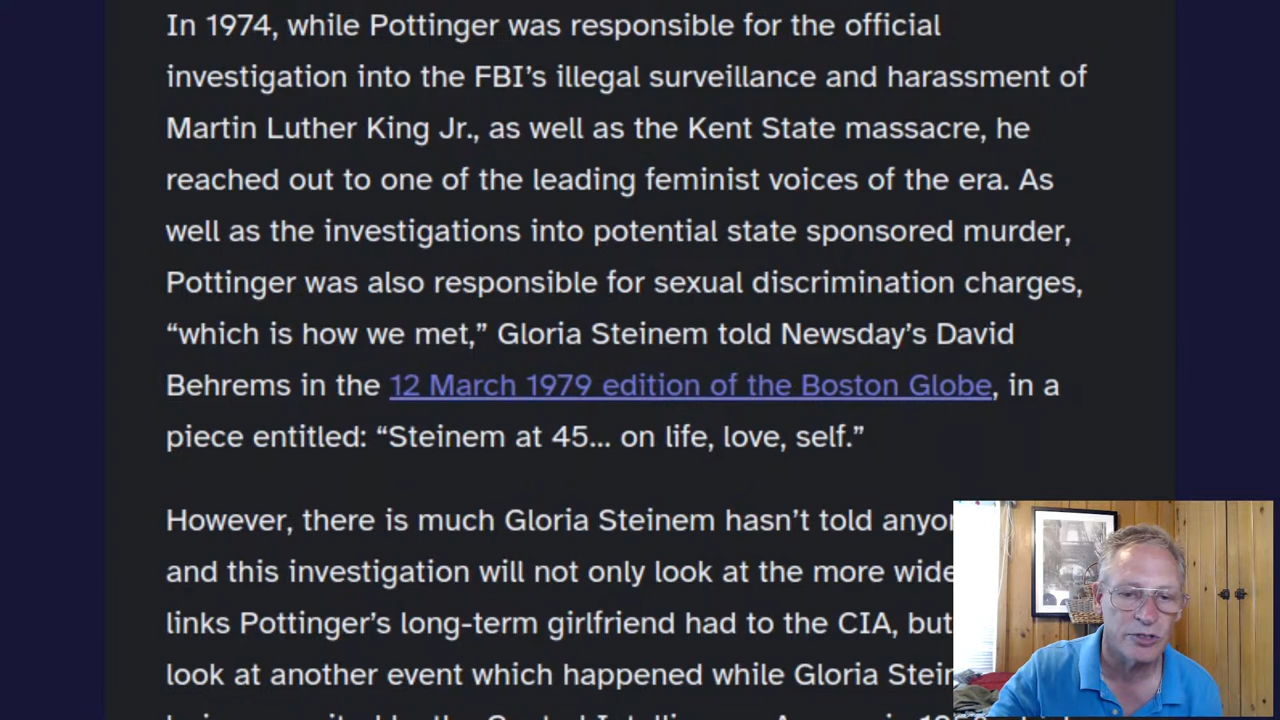 In 1974, while Pottinger was responsible for the official
investigation into the FBI’s illegal surveillance and harassment of
Martin Luther King Jr., as well as the Kent State massacre, he
reached out to one of the leading feminist voices of the era. As
well as the investigations into potential state sponsored murder,
Pottinger was also responsible for sexual discrimination charges,
“which is how we met,” Gloria Steinem told Newsday’s David
Behrems in the 12 March 1979 edition of the Boston Globe, in a
piece entitled: “Steinem at 45… on life, love, self.”
However, there is much Gloria Steinem hasn’t told
and this investigation will not only look at the more
links Pottinger’s long-term girlfriend had to the CIA, but
look at another event which happened while Gloria